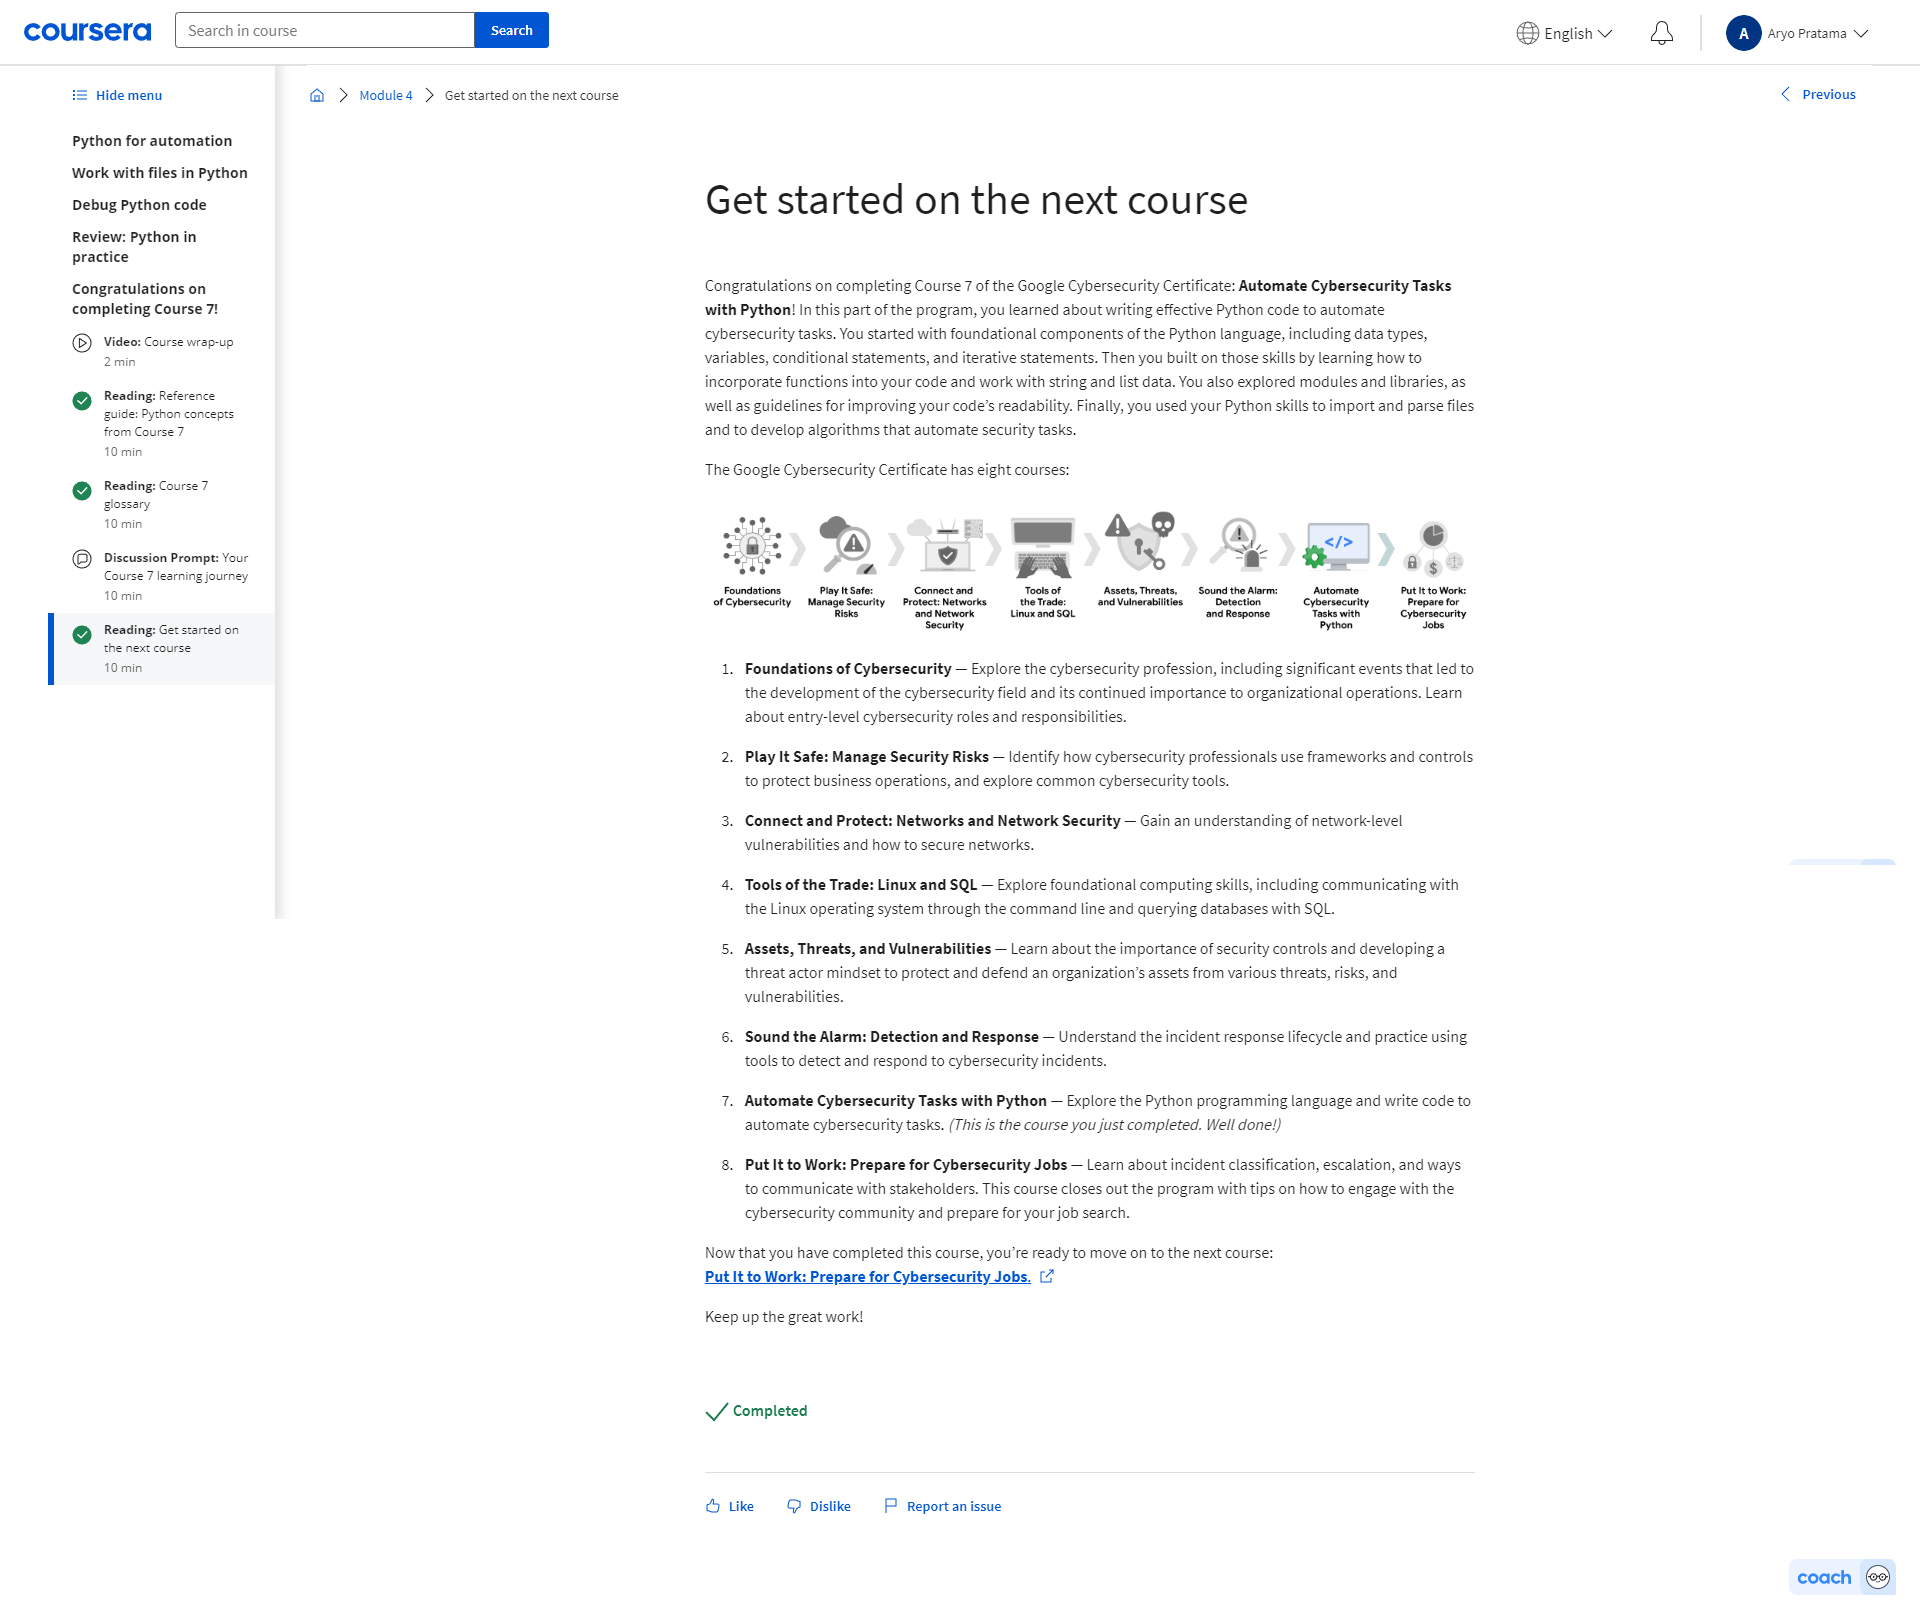 coursera
Search in course
Search
English
A
Aryo Pratama
Hide menu
Python for automation
Work with files in Python
Debug Python code
Review: Python in
practice
Congratulations on
completing Course 7!
Video: Course wrap-up
2 min
Reading: Reference
guide: Python concepts
from Course 7
10 min
Reading: Course 7
glossary
10 min
Discussion Prompt: Your
Course 7 learning journey
10 min
Reading: Get started on
the next course
10 min
Module 4
Get started on the next course
Previous
Get started on the next course
Congratulations on completing Course 7 of the Google Cybersecurity Certificate: Automate Cybersecurity Tasks
with Python! In this part of the program, you learned about writing effective Python code to automate
cybersecurity tasks. You started with foundational components of the Python language, including data types,
variables, conditional statements, and iterative statements. Then you built on those skills by learning how to
incorporate functions into your code and work with string and list data. You also explored modules and libraries, as
well as guidelines for improving your code’s readability. Finally, you used your Python skills to import and parse files
and to develop algorithms that automate security tasks.
The Google Cybersecurity Certificate has eight courses:
</>
$
Foundations
of Cybersecurity
Play It Safe:
Manage Security
Risks
Connect and
Protect: Networks
and Network
Security
Tools of
the Trade:
Linux and SQL
Assets, Threats,
and Vulnerabilities
Sound the Alarm:
Detection
and Response
Automate
Cybersecurity
Tasks with
Python
Put It to Work:
Prepare for
Cybersecurity
Jobs
1. Foundations of Cybersecurity — Explore the cybersecurity profession, including significant events that led to
the development of the cybersecurity field and its continued importance to organizational operations. Learn
about entry-level cybersecurity roles and responsibilities.
2. Play It Safe: Manage Security Risks — Identify how cybersecurity professionals use frameworks and controls
to protect business operations, and explore common cybersecurity tools.
3. Connect and Protect: Networks and Network Security — Gain an understanding of network-level
vulnerabilities and how to secure networks.
4. Tools of the Trade: Linux and SQL — Explore foundational computing skills, including communicating with
the Linux operating system through the command line and querying databases with SQL.
5. Assets, Threats, and Vulnerabilities — Learn about the importance of security controls and developing a
threat actor mindset to protect and defend an organization’s assets from various threats, risks, and
vulnerabilities.
6. Sound the Alarm: Detection and Response — Understand the incident response lifecycle and practice using
tools to detect and respond to cybersecurity incidents.
7. Automate Cybersecurity Tasks with Python — Explore the Python programming language and write code to
automate cybersecurity tasks. (This is the course you just completed. Well done!)
8. Put It to Work: Prepare for Cybersecurity Jobs — Learn about incident classification, escalation, and ways
to communicate with stakeholders. This course closes out the program with tips on how to engage with the
cybersecurity community and prepare for your job search.
Now that you have completed this course, you’re ready to move on to the next course:
Put It to Work: Prepare for Cybersecurity Jobs.
Keep up the great work!
Completed
Like
Dislike
Report an issue
coach